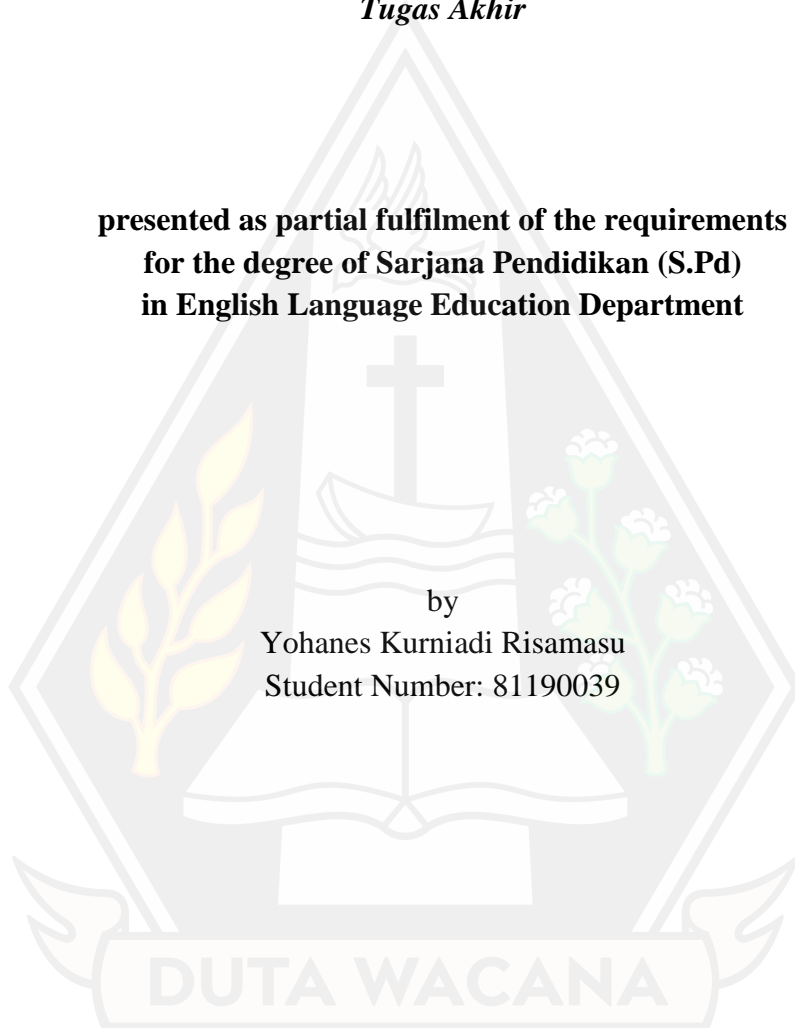 Tugas Akhir
presented as partial fulfilment of the requirements
for the degree of Sarjana Pendidikan (S.Pd)
in English Language Education Department
by
Yohanes Kurniadi Risamasu
Student Number: 81190039
DUTA WACANA